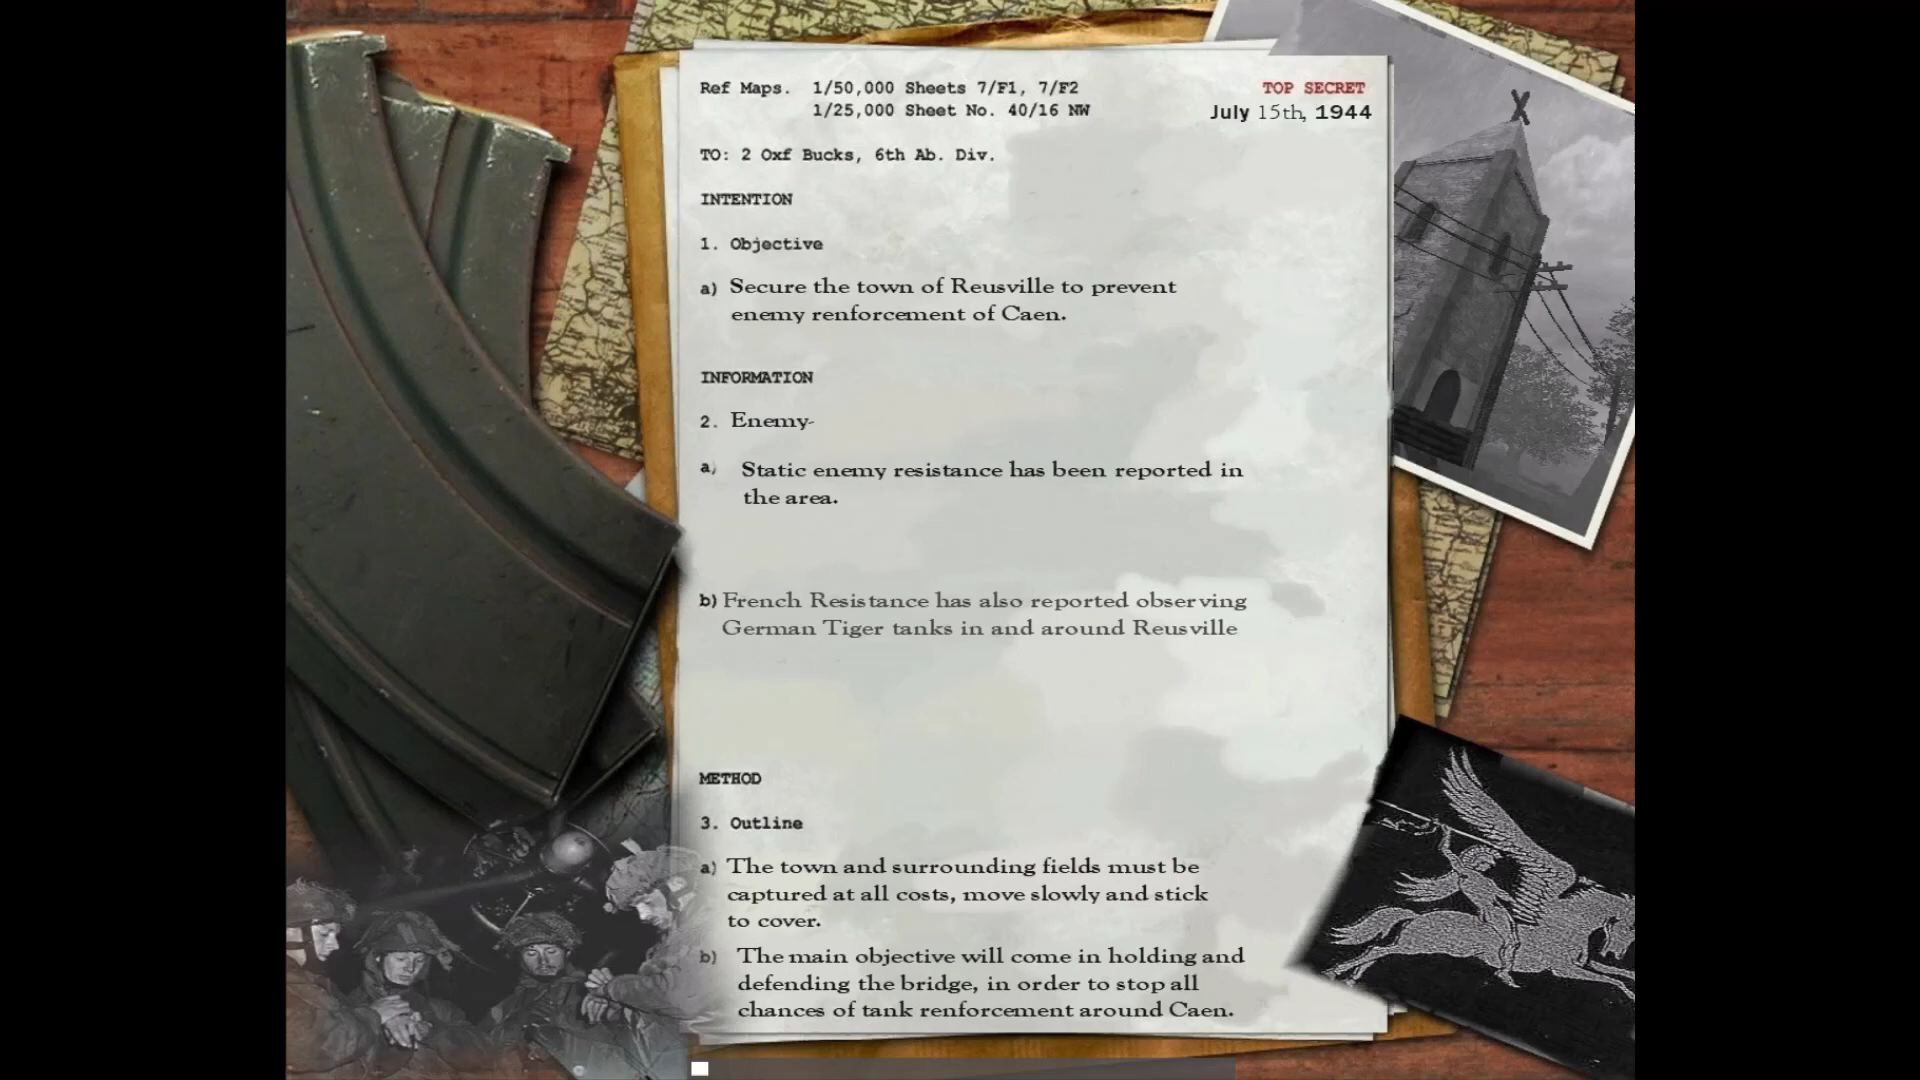 Ref Maps. 1/50,000 Sheets 7/F1, 7/F2
TOP SECRET
1/25,000 Sheet No. 40/16 NW
July 15th, 1944
TO: 2 Oxf Bucks, 6th Ab. Div.
INTENTION
1. Objective
a) Secure the town of Reusville to prevent
enemy renforcement of Caen.
INFORMATION
2. Enemy-
a) Static enemy resistance has been reported in
the area.
b) French Resistance has also reported observing
German Tiger tanks in and around Reusville
METHOD
3. Outline
a) The town and surrounding fields must be
captured at all costs, move slowly and stick
to cover.
b) The main objective will come in holding and
defending the bridge, in order to stop all
chances of tank renforcement around Caen.